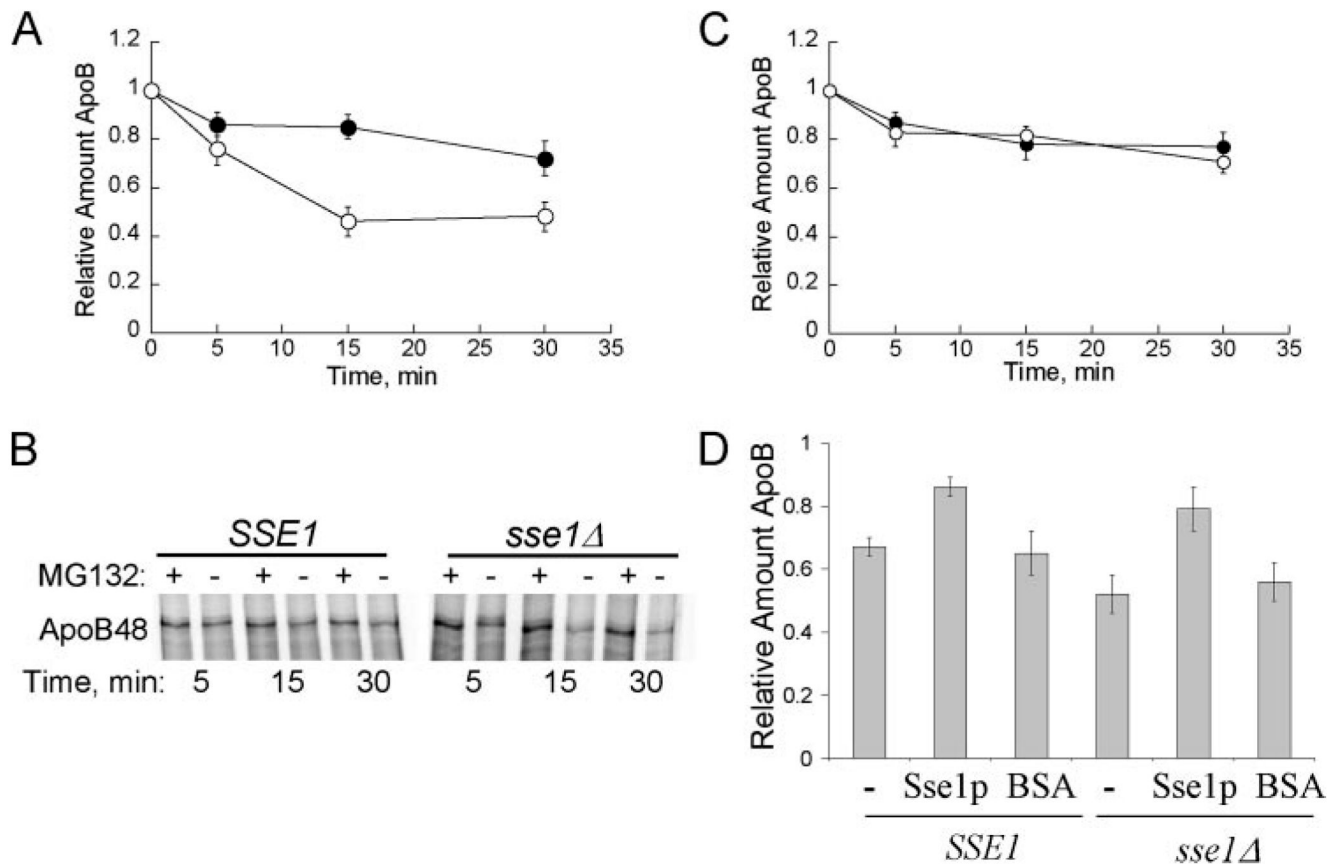 A
1.2
1
0.8
0.6
0.4
0.2
0
Relative Amount ApoB
0 5 10 15 20 25 30 35
Time, min
C
1.2
1
0.8
0.6
0.4
0.2
0
Relative Amount ApoB
0 5 10 15 20 25 30 35
Time, min
B
SSE1 sse1Δ
MG132: + - + - + - + - + - + -
ApoB48
Time, min: 5 15 30 5 15 30
D
1
0.8
0.6
0.4
0.2
0
Relative Amount ApoB
- Sse1p BSA - Sse1p BSA
SSE1 sse1Δ